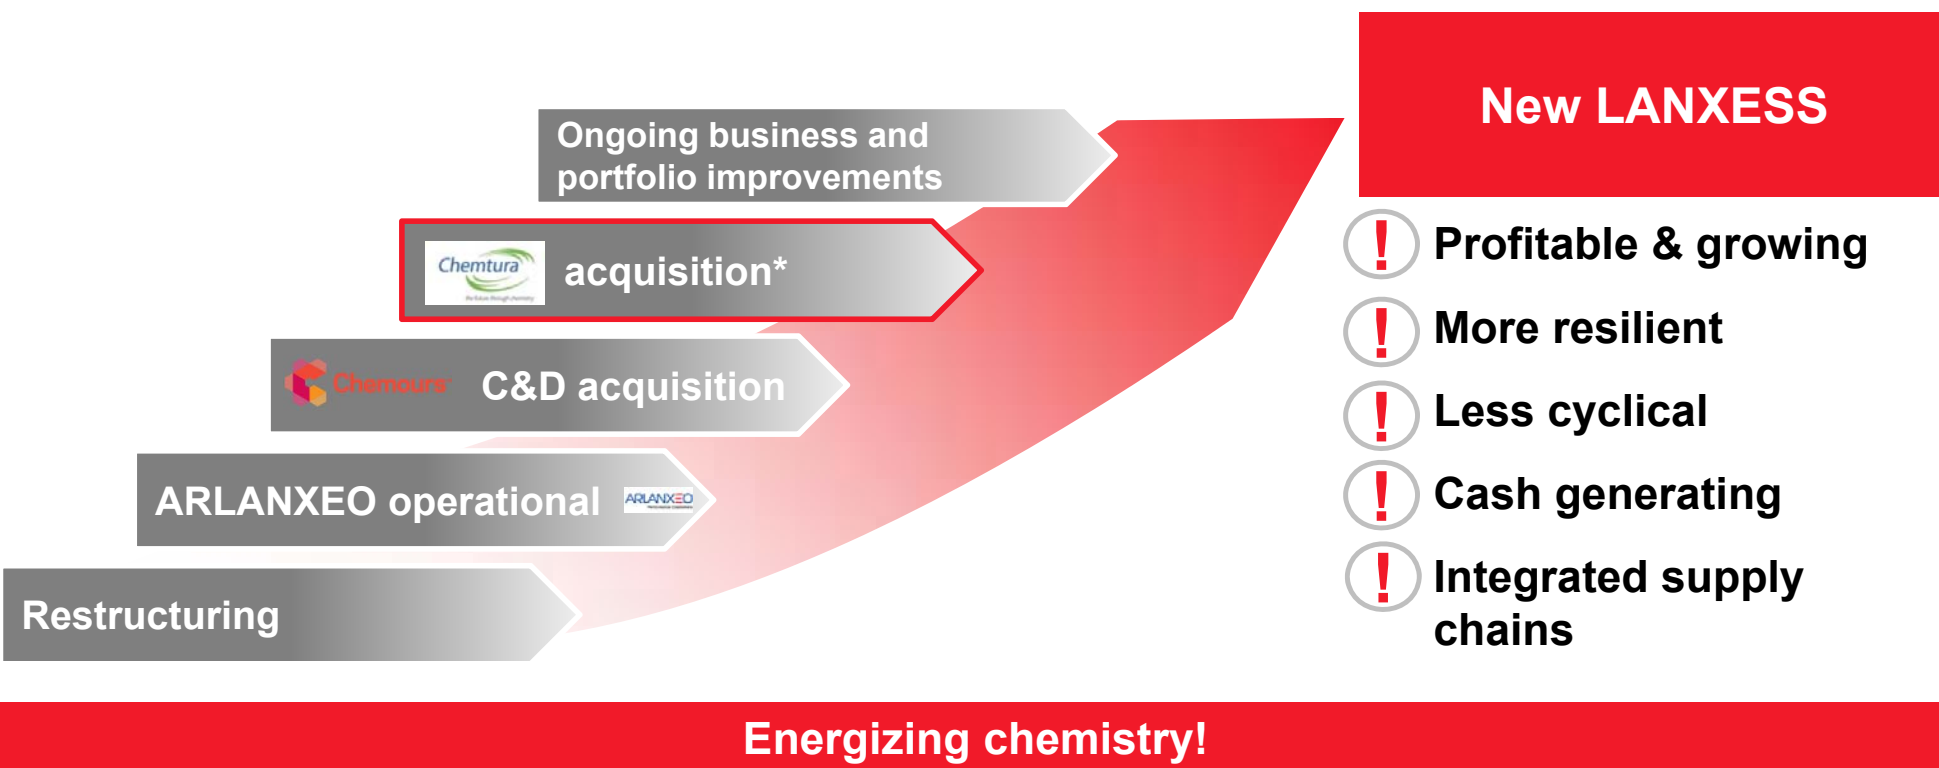 New LANXESS
Ongoing business and
portfolio improvements
Chemtura
acquisition*
Chemours
C&D acquisition
ARLANXEO operational
ARLANXEO
Restructuring
! Profitable & growing
! More resilient
! Less cyclical
! Cash generating
! Integrated supply
chains
Energizing chemistry!